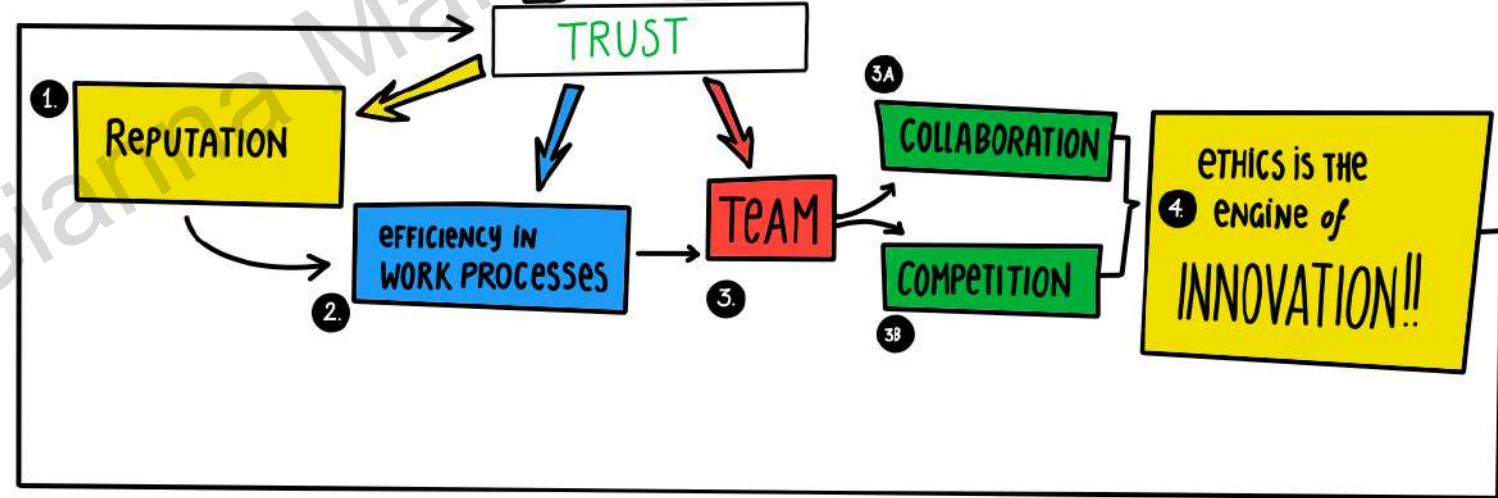 TRUST
1.
REPUTATION
2.
EFFICIENCY IN
WORK PROCESSES
3.
TEAM
3A
COLLABORATION
3B
COMPETITION
4.
ETHICS IS THE
ENGINE OF
INNOVATION!!
Gianna